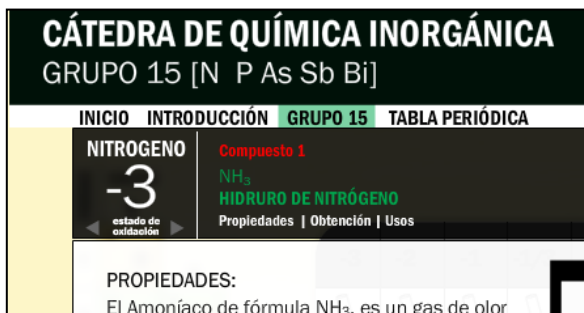 CÁTEDRA DE QUÍMICA INORGÁNICA
GRUPO 15 [N P As Sb Bi]
INICIO INTRODUCCIÓN GRUPO 15 TABLA PERIÓDICA
NITROGENO
-3
estado de
oxidación
Compuesto 1
NH₃
HIDRURO DE NITRÓGENO
Propiedades | Obtención | Usos
PROPIEDADES:
El Amoníaco de fórmula NH₃, es un gas de olor